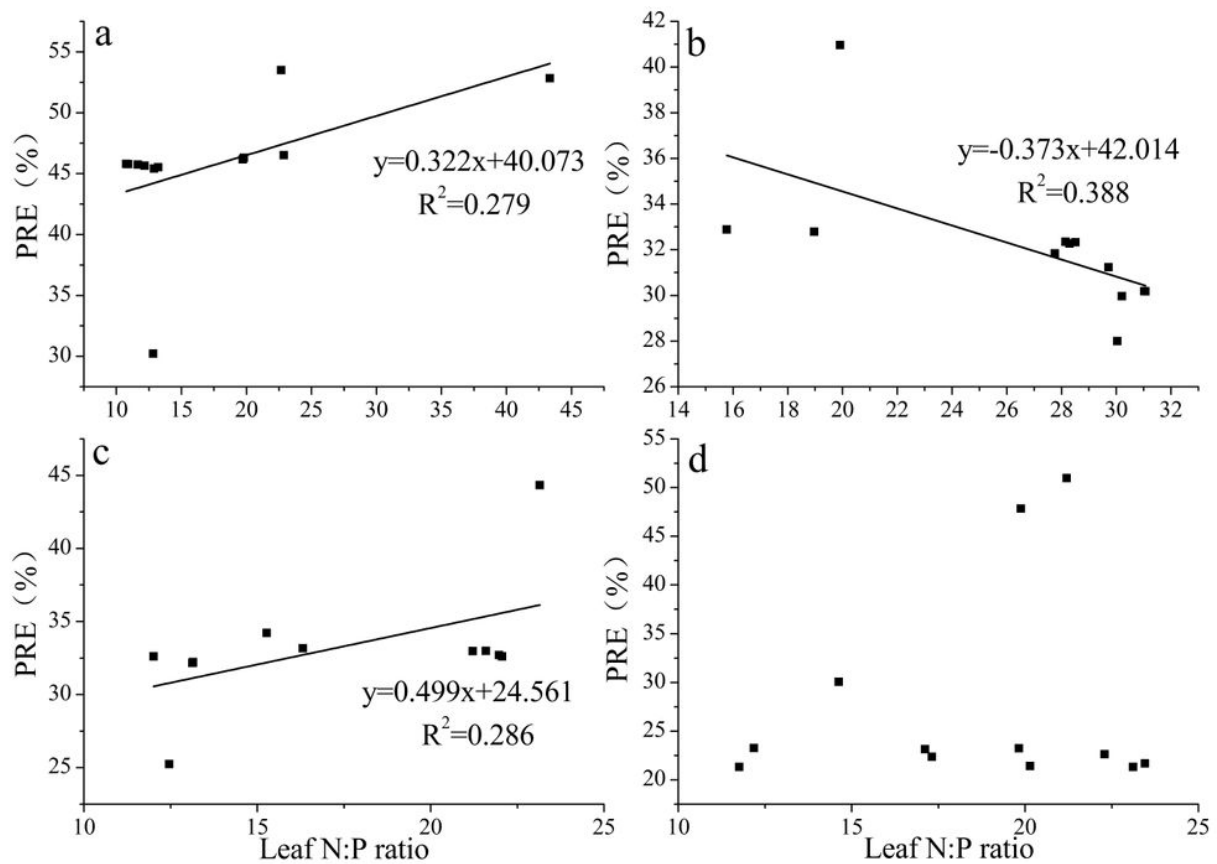 a
55
50
45
40
35
30
PRE（%）
y=0.322x+40.073
R²=0.279
10 15 20 25 30 35 40 45
b
42
40
38
36
34
32
30
28
26
PRE（%）
y=-0.373x+42.014
R²=0.388
14 16 18 20 22 24 26 28 30 32
c
45
40
35
30
25
PRE（%）
y=0.499x+24.561
R²=0.286
10 15 20 25
Leaf N:P ratio
d
55
50
45
40
35
30
25
20
PRE（%）
10 15 20 25
Leaf N:P ratio